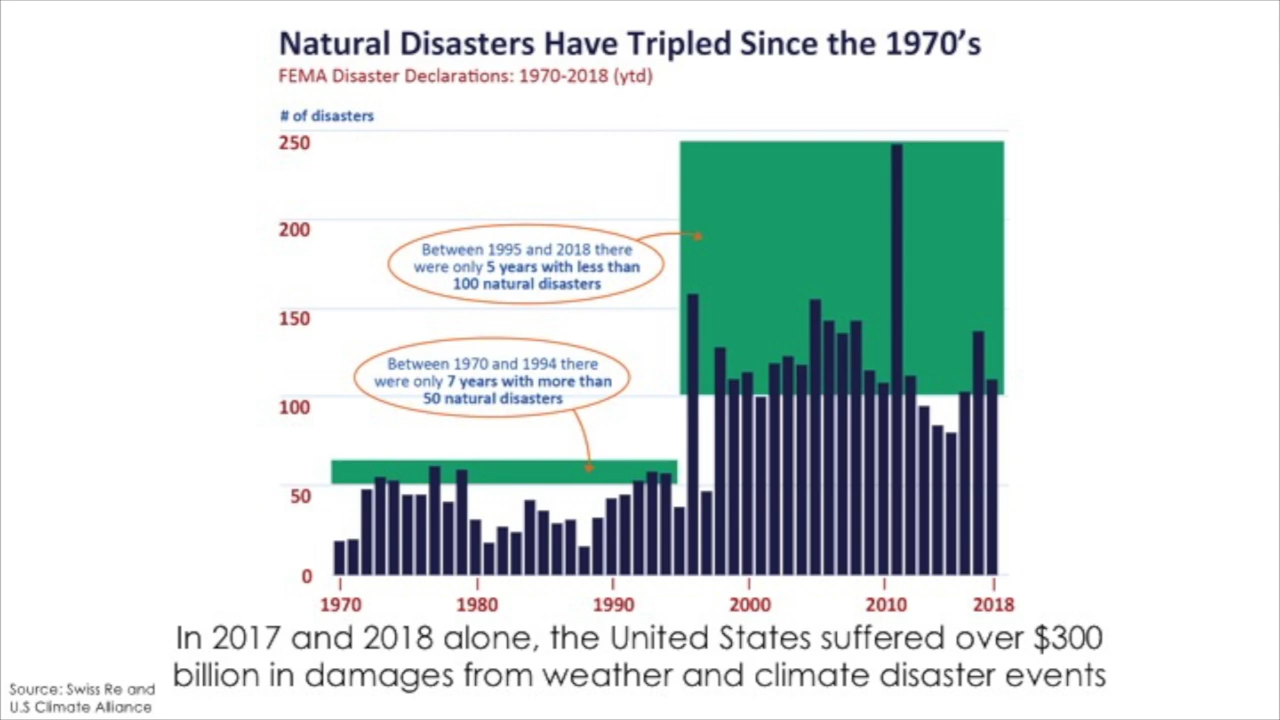 Natural Disasters Have Tripled Since the 1970's
FEMA Disaster Declarations: 1970-2018 (ytd)
# of disasters
250
200
Between 1995 and 2018 there
were only 5 years with less than
100 natural disasters
150
Between 1970 and 1994 there
were only 7 years with more than
50 natural disasters
100
50
0
1970 1980 1990 2000 2010 2018
In 2017 and 2018 alone, the United States suffered over $300
billion in damages from weather and climate disaster events
Source: Swiss Re and
U.S Climate Alliance